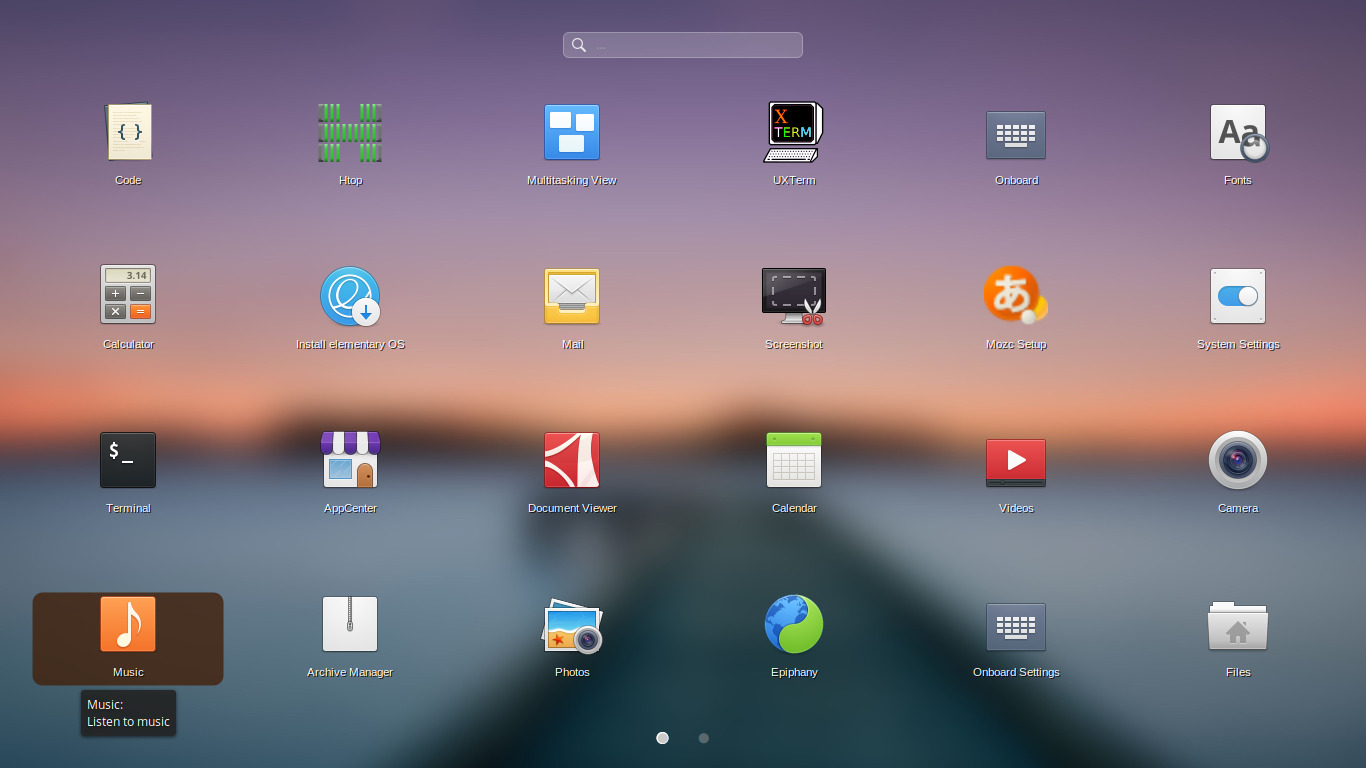 ...
Code
Htop
Multitasking View
X
TERM
UXTerm
Onboard
Aa
Fonts
3.14
Calculator
Install elementary OS
Mail
Screenshot
あ
Mozc Setup
System Settings
$_
Terminal
AppCenter
Document Viewer
Calendar
Videos
Camera
Music
Archive Manager
Photos
Epiphany
Onboard Settings
Files
Music:
Listen to music